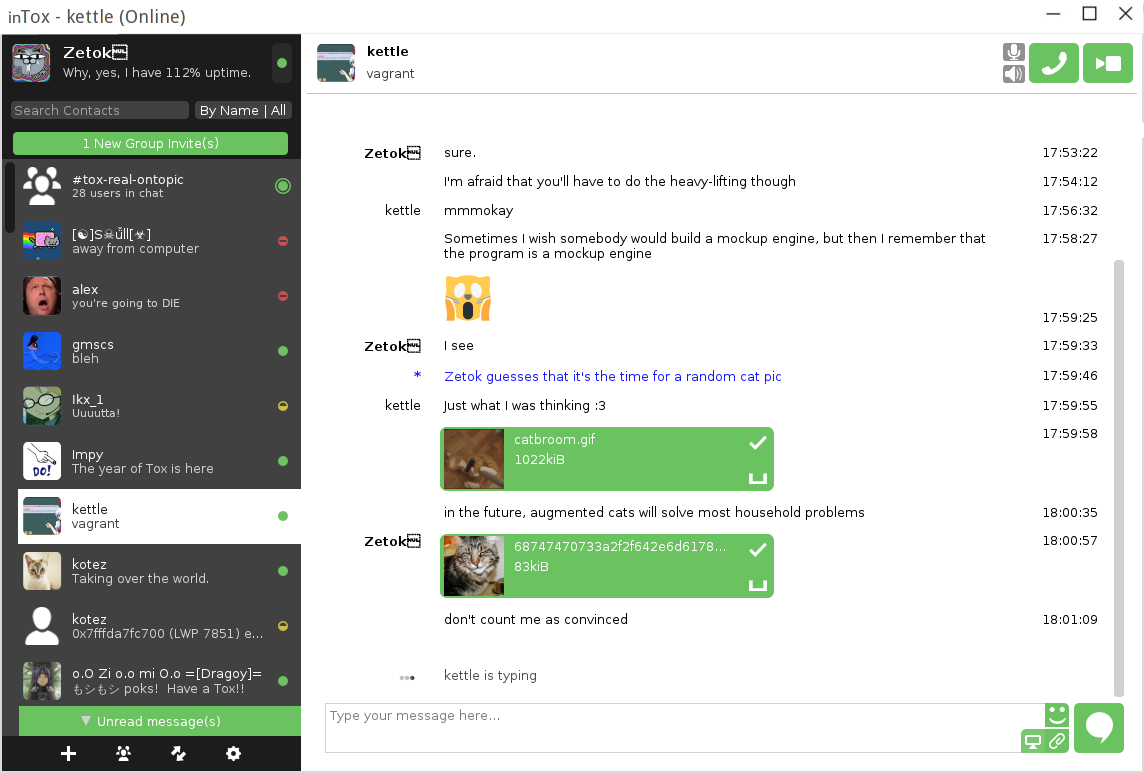 inTox - kettle (Online)
Zetok
Why, yes, I have 112% uptime.
Search Contacts
By Name | All
1 New Group Invite(s)
#tox-real-ontopic
28 users in chat
[☯]S☠ǔll[☣]
away from computer
alex
you're going to DIE
gmscs
bleh
Ikx_1
Uuuutta!
DO!
Impy
The year of Tox is here
kettle
vagrant
kotez
Taking over the world.
kotez
0x7fffda7fc700 (LWP 7851) e...
o.O Zi o.o mi O.o =[Dragoy]=
もシもシ poks!  Have a Tox!!
Unread message(s)
kettle
vagrant
Zetok sure. 17:53:22
I'm afraid that you'll have to do the heavy-lifting though 17:54:12
kettle mmmokay 17:56:32
Sometimes I wish somebody would build a mockup engine, but then I remember that 17:58:27
the program is a mockup engine
17:59:25
Zetok I see 17:59:33
* Zetok guesses that it's the time for a random cat pic 17:59:46
kettle Just what I was thinking :3 17:59:55
catbroom.gif 17:59:58
1022kiB
in the future, augmented cats will solve most household problems 18:00:35
Zetok 68747470733a2f2f642e6d6178... 18:00:57
83kiB
don't count me as convinced 18:01:09
kettle is typing
Type your message here...